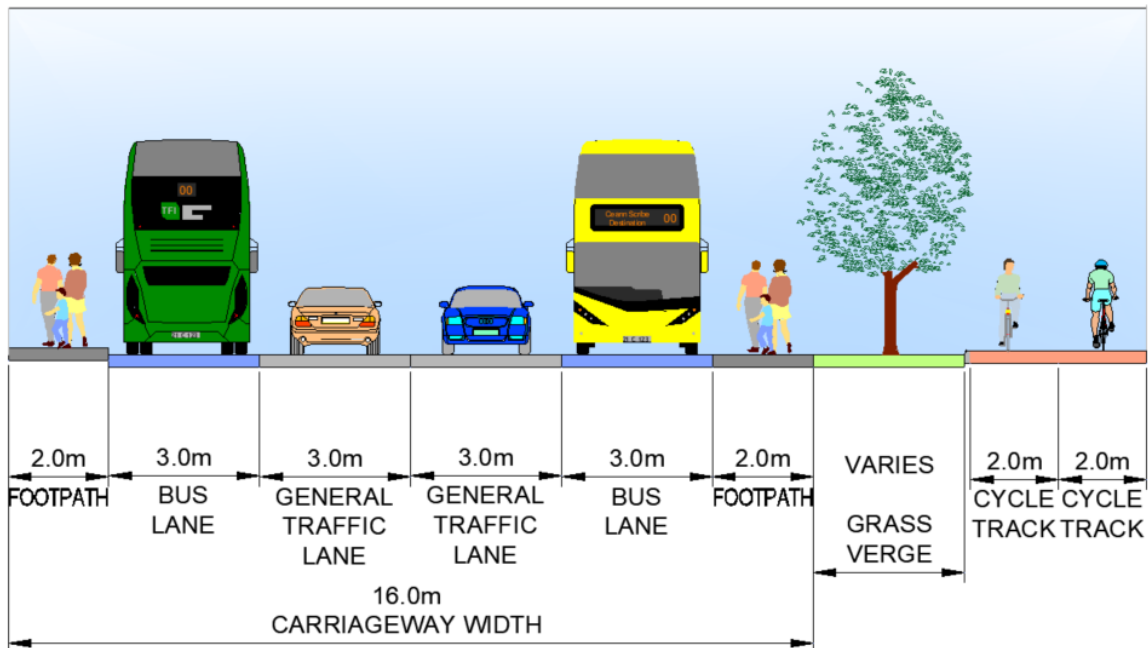 00
TFI
Ceann Scribe
Destination
00
2.0m
FOOTPATH
3.0m
BUS
LANE
3.0m
GENERAL
TRAFFIC
LANE
3.0m
GENERAL
TRAFFIC
LANE
3.0m
BUS
LANE
2.0m
FOOTPATH
VARIES
GRASS
VERGE
2.0m
CYCLE
TRACK
2.0m
CYCLE
TRACK
16.0m
CARRIAGEWAY WIDTH